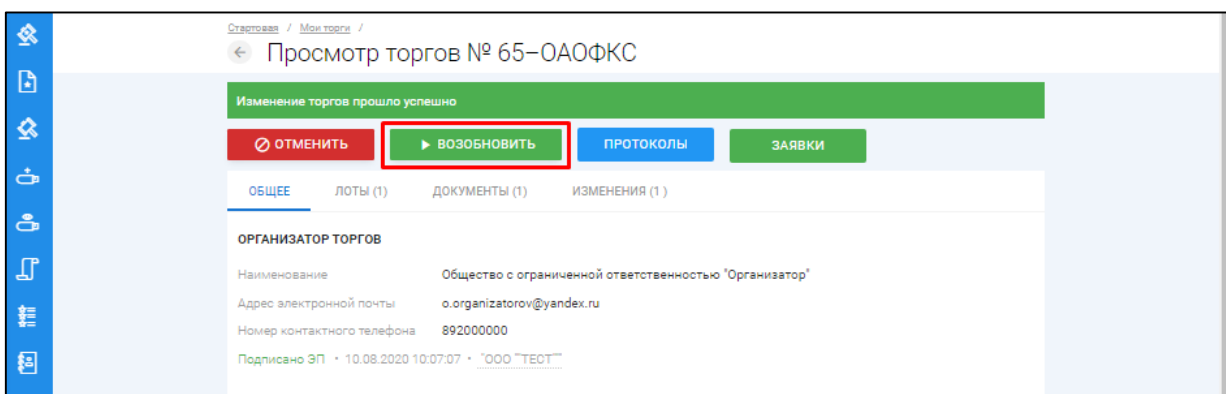 Стартовая / Мои торги /
Просмотр торгов № 65–ОАОФКС
Изменение торгов прошло успешно
ОТМЕНИТЬ ВОЗОБНОВИТЬ ПРОТОКОЛЫ ЗАЯВКИ
ОБЩЕЕ ЛОТЫ (1) ДОКУМЕНТЫ (1) ИЗМЕНЕНИЯ (1 )
ОРГАНИЗАТОР ТОРГОВ
Наименование Общество с ограниченной ответственностью "Организатор"
Адрес электронной почты o.organizatorov@yandex.ru
Номер контактного телефона 892000000
Подписано ЭП • 10.08.2020 10:07:07 • "ООО "ТЕСТ""